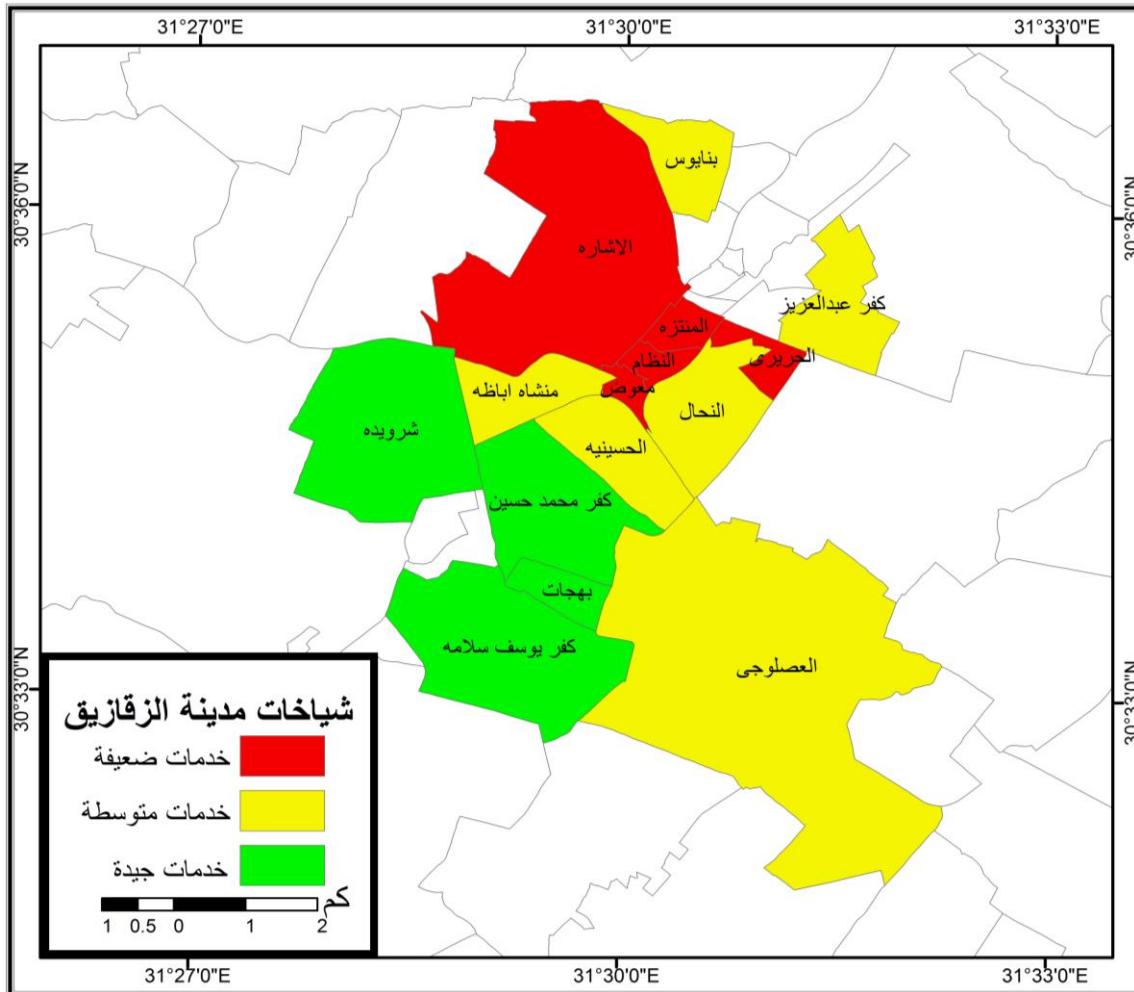 31°27'0"E
31°30'0"E
31°33'0"E
30°36'0"N
30°36'0"N
بنايوس
الاشاره
كفر عبدالعزيز
المنتزه
الحريرى
النظام
معوض
منشاه اباظه
النحال
شرويده
الحسينيه
كفر محمد حسين
بهجات
كفر يوسف سلامه
العصلوجى
30°33'0"N
30°33'0"N
شياخات مدينة الزقازيق
خدمات ضعيفة
خدمات متوسطة
خدمات جيدة
كم
1 0.5 0 1 2
31°27'0"E
31°30'0"E
31°33'0"E